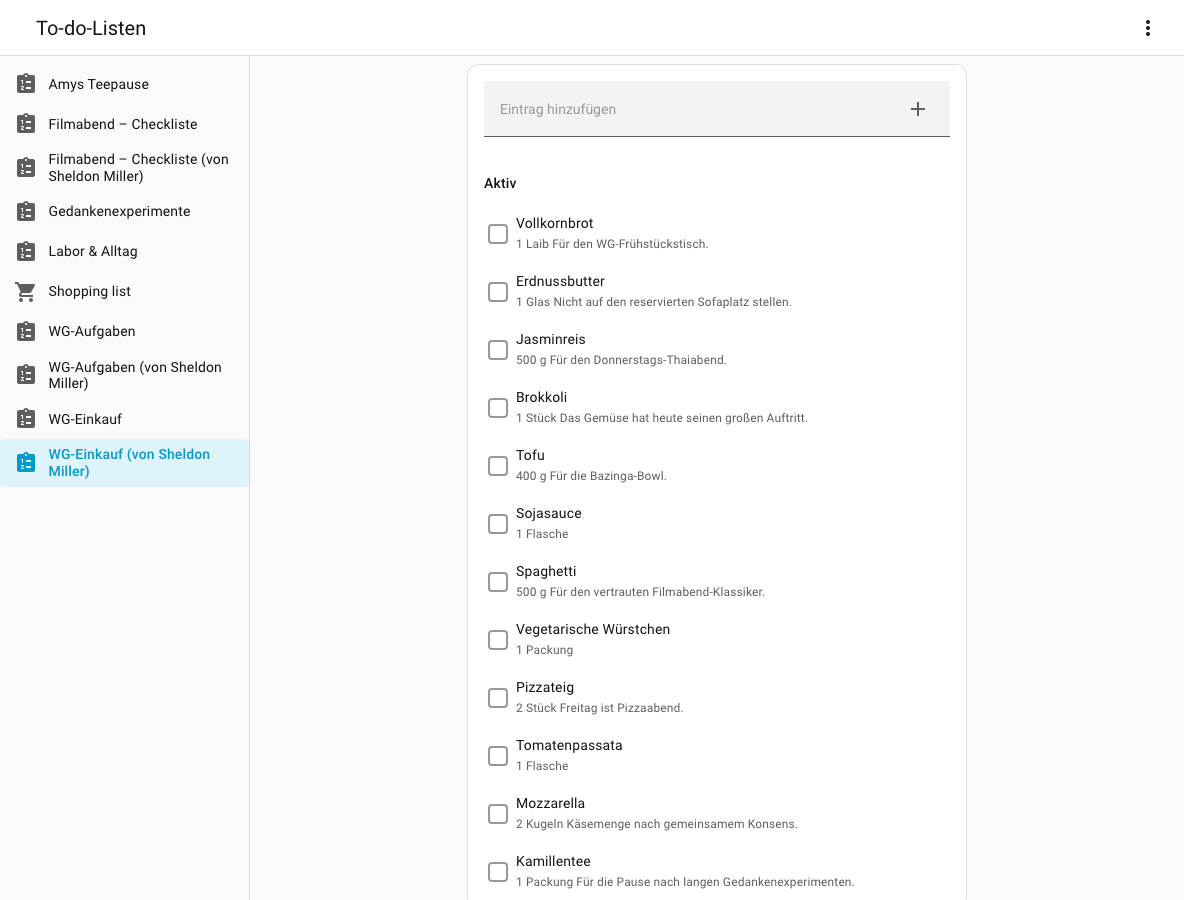 To-do-Listen
Amys Teepause
Filmabend – Checkliste
Filmabend – Checkliste (von
Sheldon Miller)
Gedankenexperimente
Labor & Alltag
Shopping list
WG-Aufgaben
WG-Aufgaben (von Sheldon
Miller)
WG-Einkauf
WG-Einkauf (von Sheldon
Miller)
Eintrag hinzufügen
Aktiv
Vollkornbrot
1 Laib Für den WG-Frühstückstisch.
Erdnussbutter
1 Glas Nicht auf den reservierten Sofaplatz stellen.
Jasminreis
500 g Für den Donnerstags-Thaiabend.
Brokkoli
1 Stück Das Gemüse hat heute seinen großen Auftritt.
Tofu
400 g Für die Bazinga-Bowl.
Sojasauce
1 Flasche
Spaghetti
500 g Für den vertrauten Filmabend-Klassiker.
Vegetarische Würstchen
1 Packung
Pizzateig
2 Stück Freitag ist Pizzaabend.
Tomatenpassata
1 Flasche
Mozzarella
2 Kugeln Käsemenge nach gemeinsamem Konsens.
Kamillentee
1 Packung Für die Pause nach langen Gedankenexperimenten.